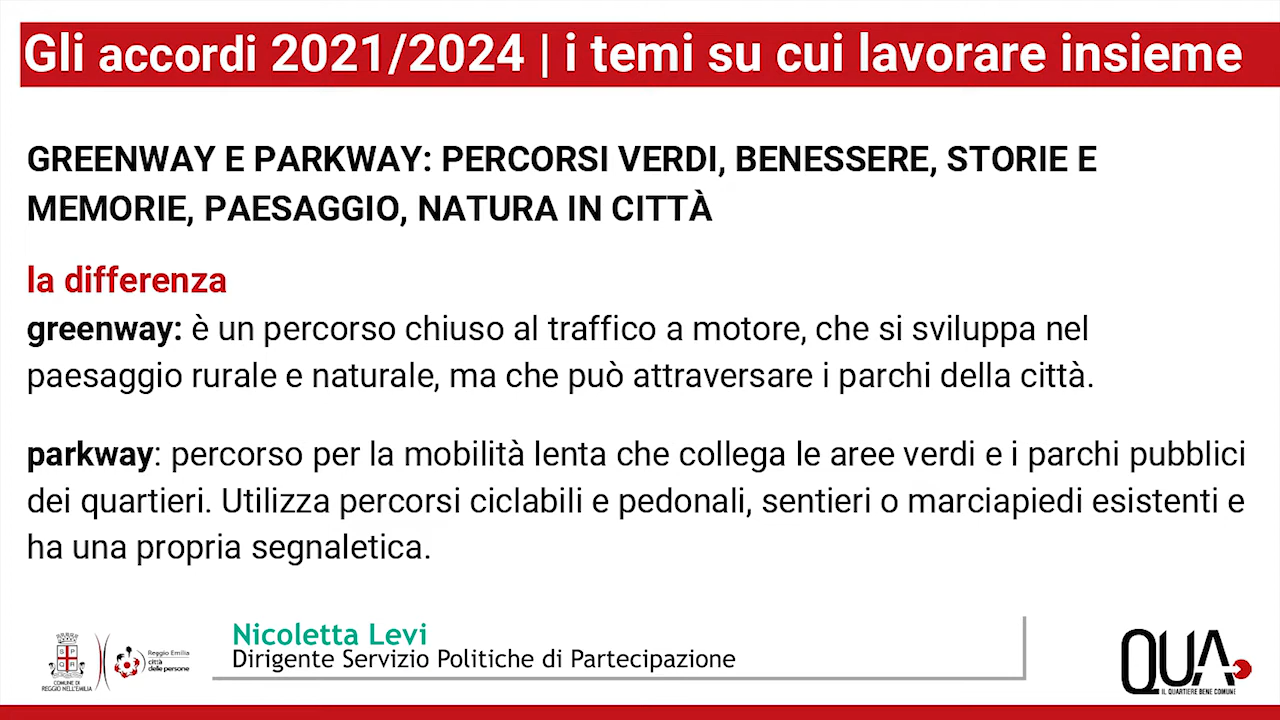 Gli accordi 2021/2024 | i temi su cui lavorare insieme
GREENWAY E PARKWAY: PERCORSI VERDI, BENESSERE, STORIE E
MEMORIE, PAESAGGIO, NATURA IN CITTÀ
la differenza
greenway: è un percorso chiuso al traffico a motore, che si sviluppa nel
paesaggio rurale e naturale, ma che può attraversare i parchi della città.
parkway: percorso per la mobilità lenta che collega le aree verdi e i parchi pubblici
dei quartieri. Utilizza percorsi ciclabili e pedonali, sentieri o marciapiedi esistenti e
ha una propria segnaletica.
Nicoletta Levi
Dirigente Servizio Politiche di Partecipazione
SPQR
COMUNE DI
REGGIO NELL'EMILIA
Reggio Emilia
città
delle persone
QUA
IL QUARTIERE BENE COMUNE